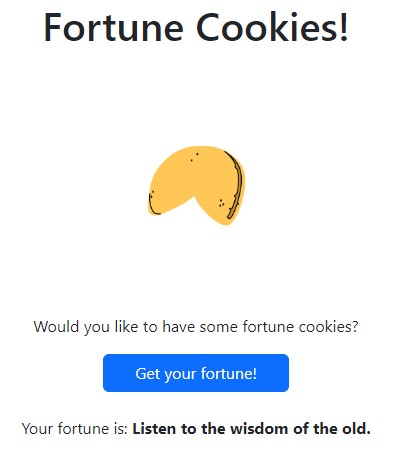 Fortune Cookies!
Would you like to have some fortune cookies?
Get your fortune!
Your fortune is: Listen to the wisdom of the old.